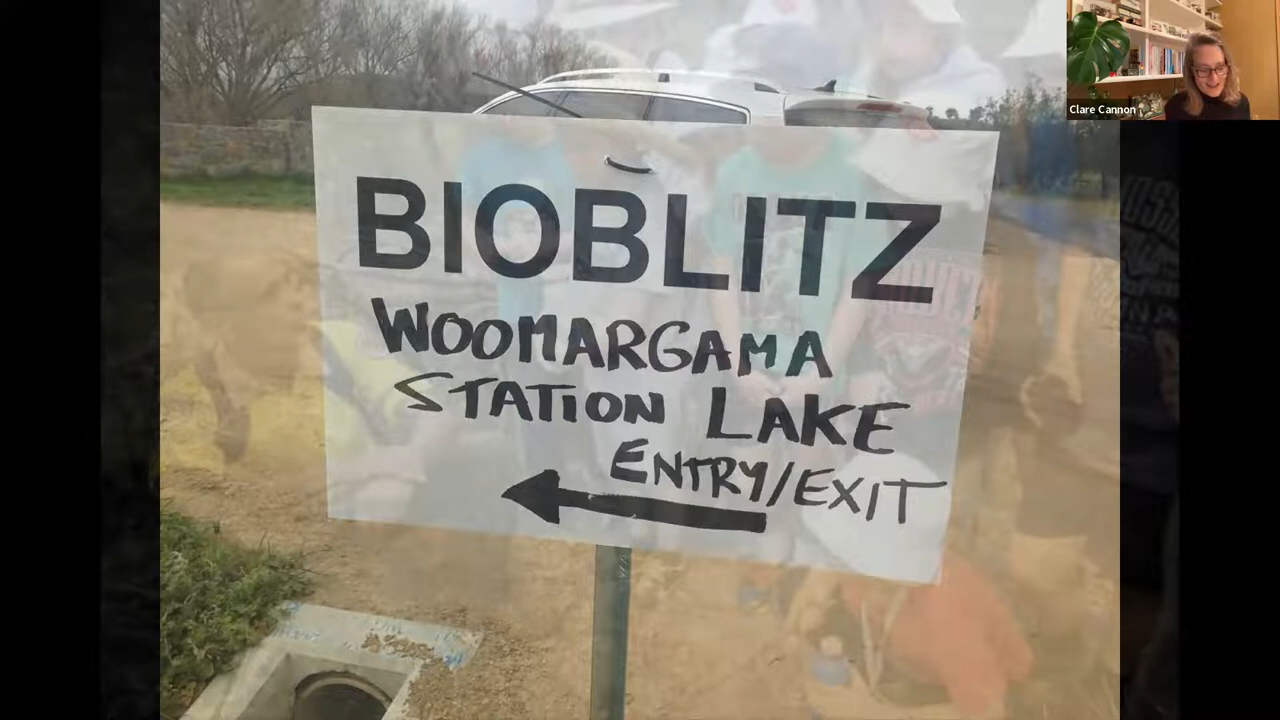 Clare Cannon
BIOBLITZ
WOOMARGAMA
STATION LAKE
ENTRY/EXIT